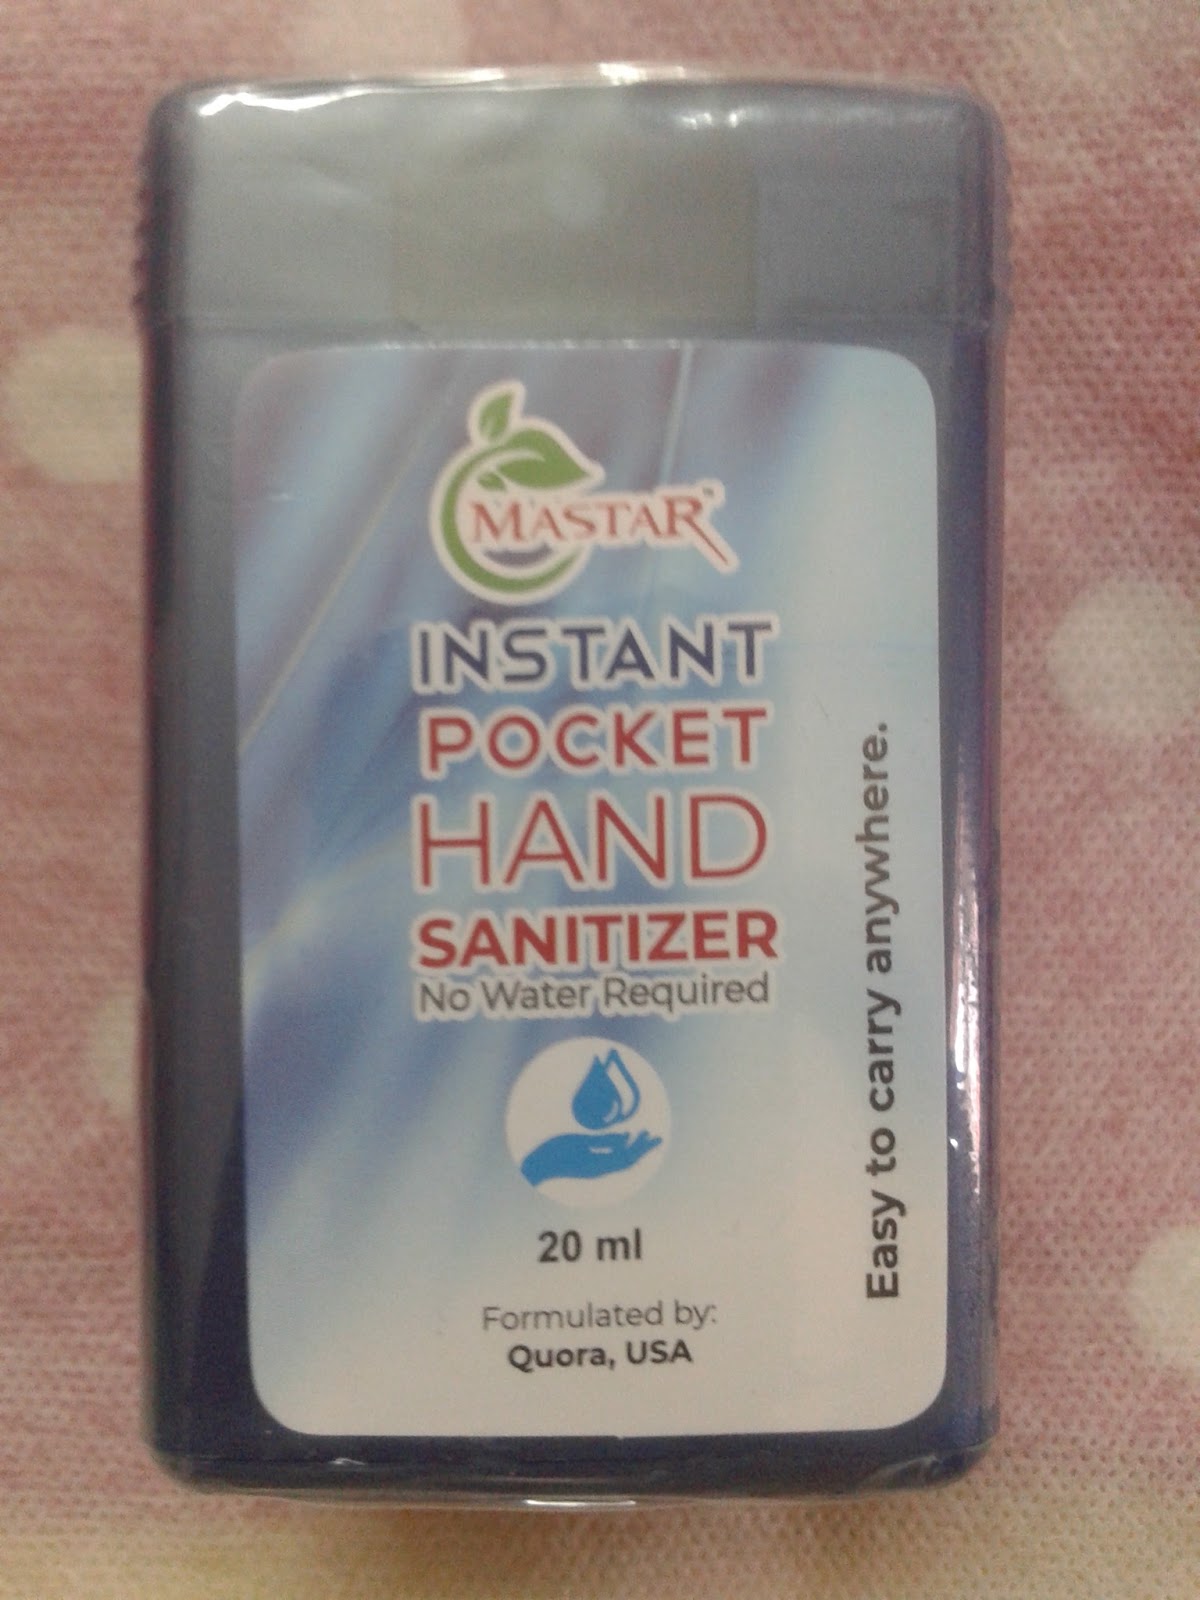 MASTAR
INSTANT
POCKET
HAND
SANITIZER
No Water Required
20 ml
Formulated by:
Quora, USA
Easy to carry anywhere.